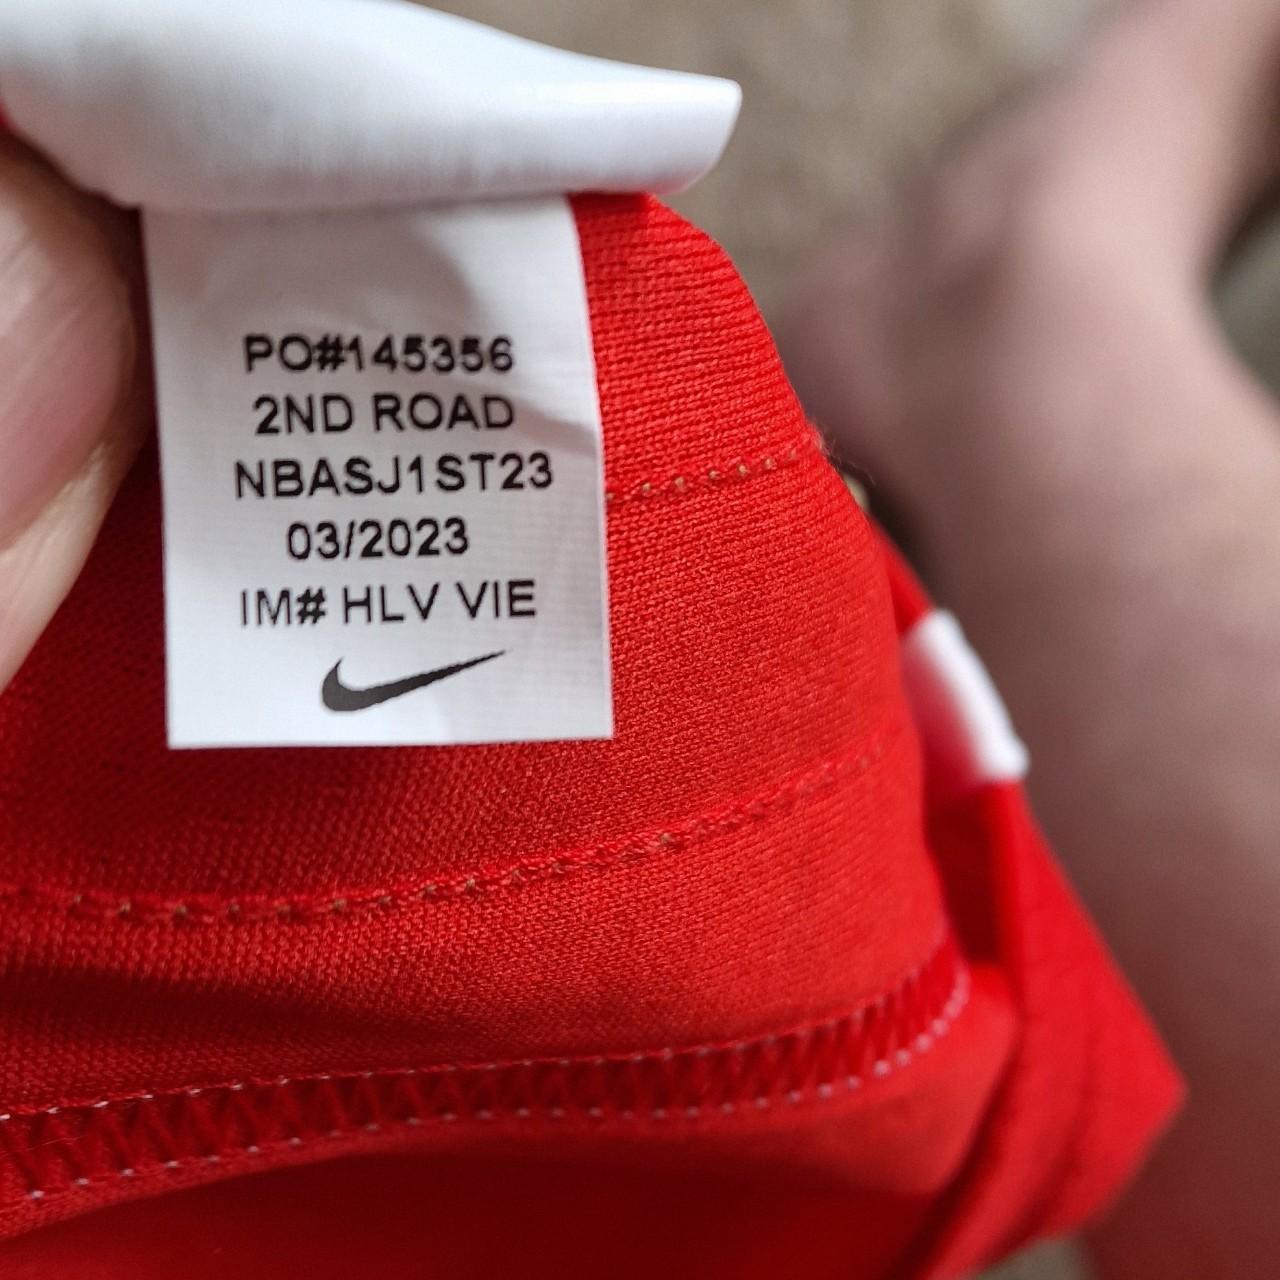 PO#145356
2ND ROAD
NBASJ1ST23
03/2023
IM# HLV VIE